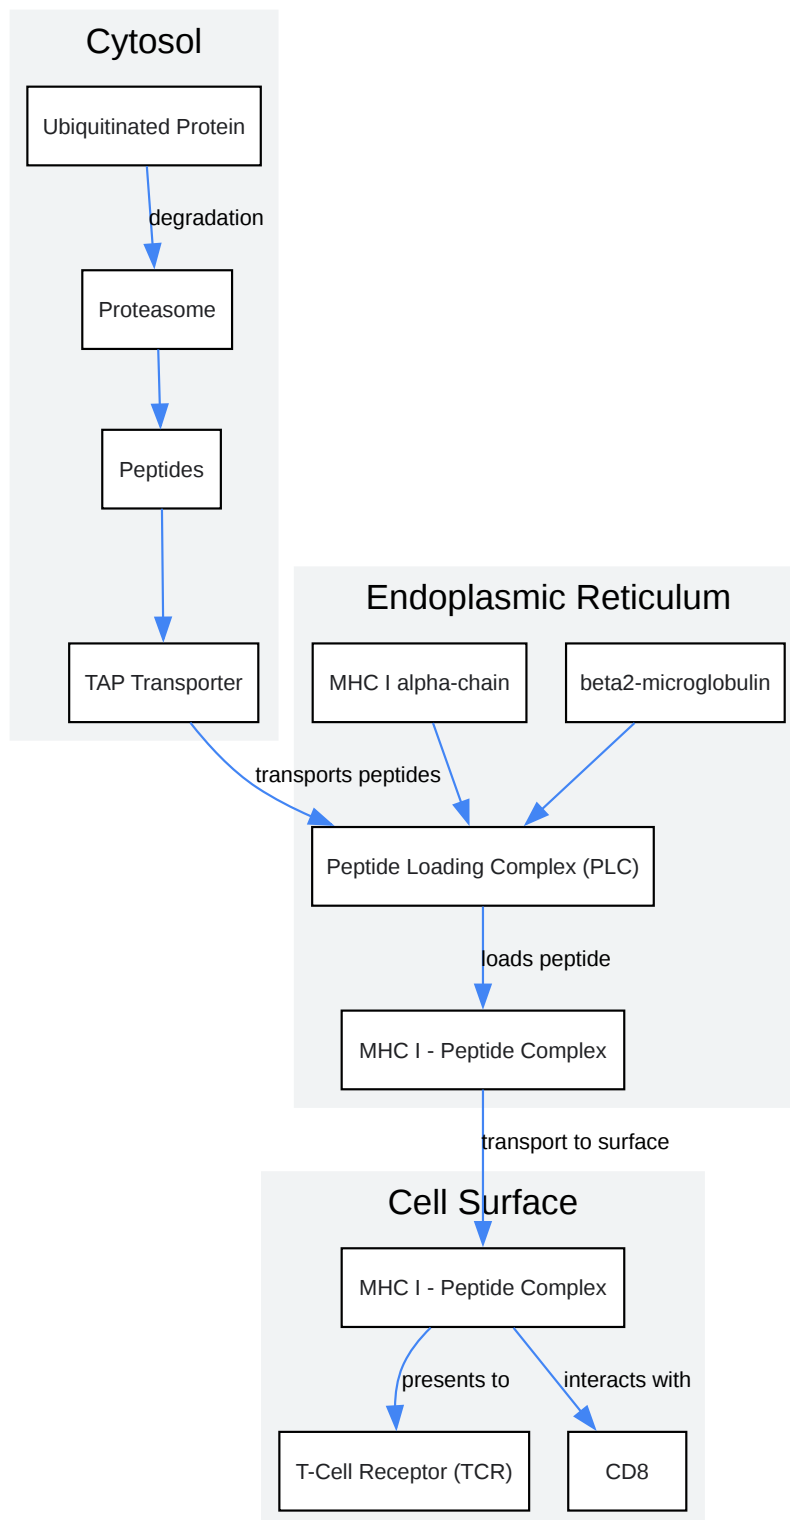 Cytosol
Ubiquitinated Protein
degradation
Proteasome
Peptides
TAP Transporter
transports peptides
Endoplasmic Reticulum
MHC I alpha-chain
beta2-microglobulin
Peptide Loading Complex (PLC)
loads peptide
MHC I - Peptide Complex
transport to surface
Cell Surface
MHC I - Peptide Complex
presents to
interacts with
T-Cell Receptor (TCR)
CD8